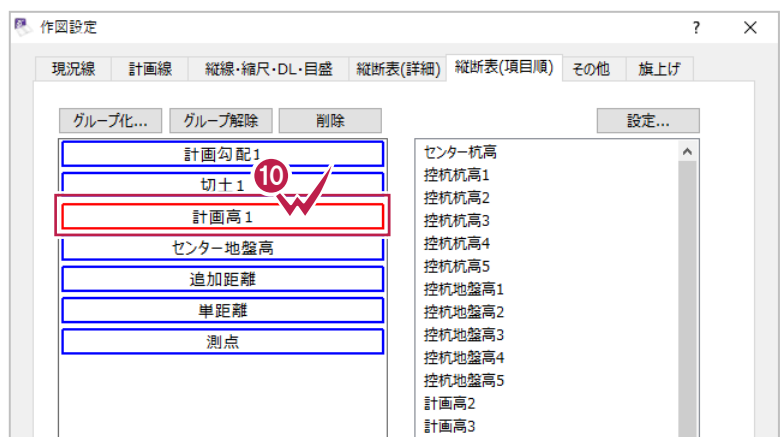 作図設定
? ×
現況線 計画線 縦線・縮尺・DL・目盛 縦断表(詳細) 縦断表(項目順) その他 旗上げ
グループ化... グループ解除 削除 設定...
計画勾配1
切土1
10
計画高1
センター地盤高
追加距離
単距離
測点
センター杭高
控杭杭高1
控杭杭高2
控杭杭高3
控杭杭高4
控杭杭高5
控杭地盤高1
控杭地盤高2
控杭地盤高3
控杭地盤高4
控杭地盤高5
計画高2
計画高3